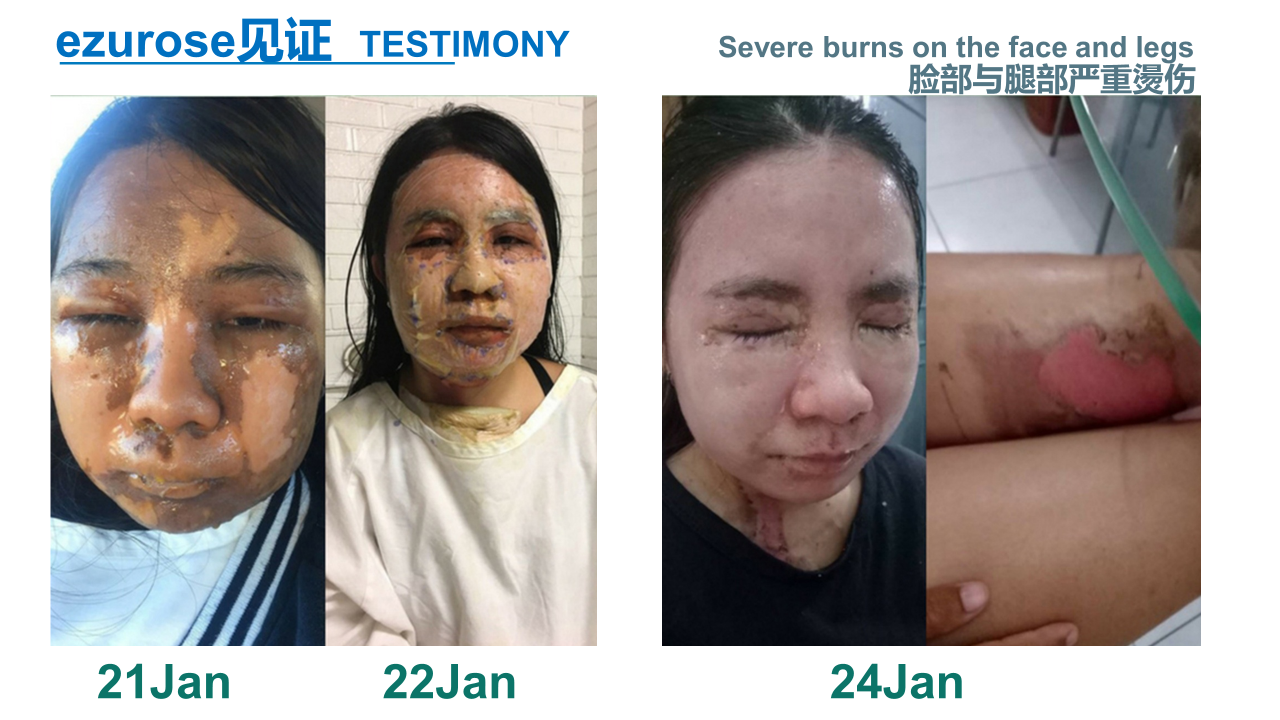 ezurose见证 TESTIMONY
Severe burns on the face and legs
脸部与腿部严重燙伤
21Jan
22Jan
24Jan